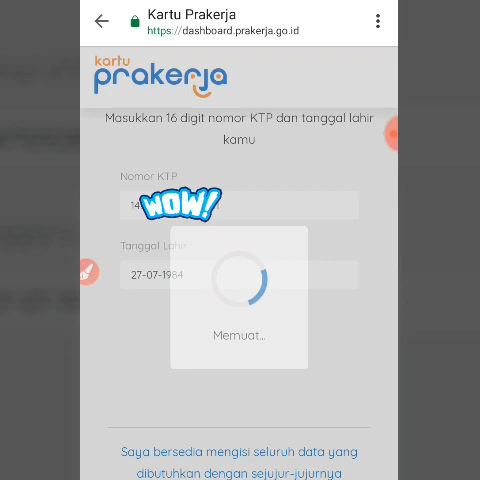 Kartu Prakerja
https://dashboard.prakerja.go.id
kartu
prakerja
Masukkan 16 digit nomor KTP dan tanggal lahir
kamu
Nomor KTP
14
WOW!
Tanggal Lahir
27-07-1984
Memuat...
Saya bersedia mengisi seluruh data yang
dibutuhkan dengan sejujur-jujurnya